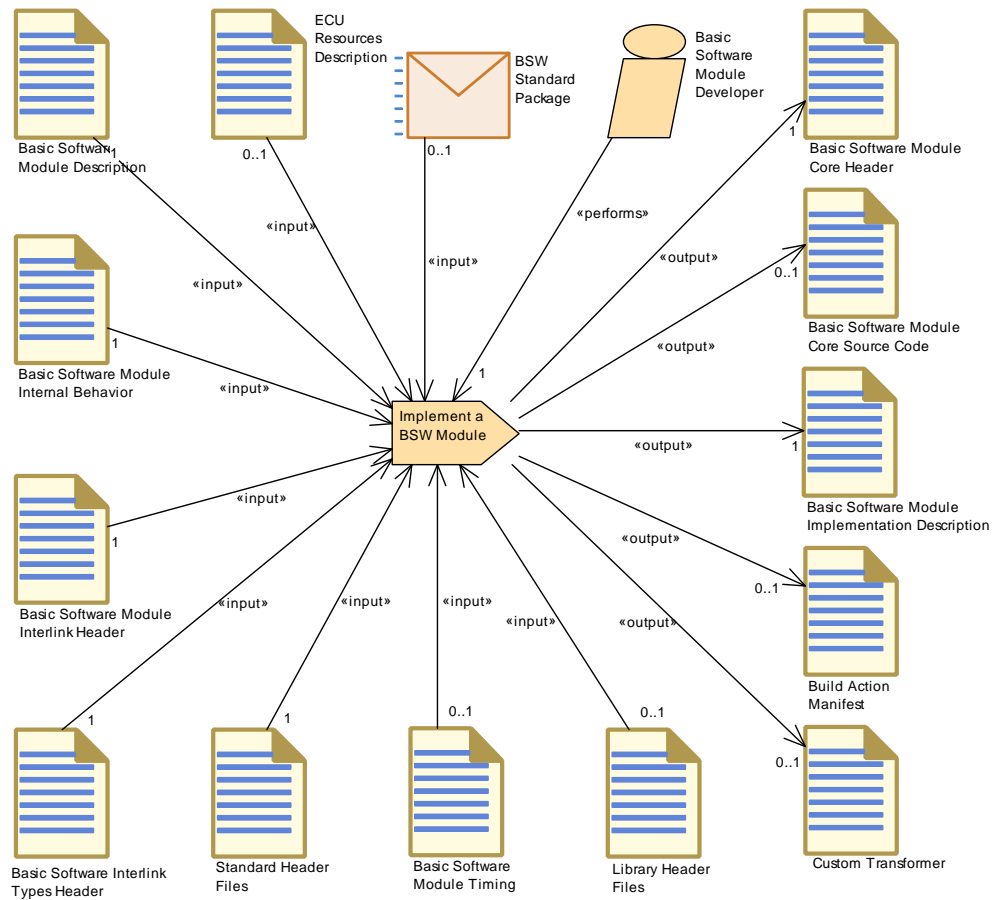 ECU
Resources
Description
BSW
Standard
Package
Basic
Software
Module
Developer
Basic Software
Module Description
1
0..1
0..1
1
Basic Software Module
Core Header
«input»
«performs»
«input»
«input»
«output»
0..1
Basic Software Module
Core Source Code
1
Basic Software Module
Internal Behavior
«input»
1
«output»
Implement a
BSW Module
«output»
1
Basic Software Module
Implementation Description
«input»
1
Basic Software Module
Interlink Header
«output»
0..1
Build Action
Manifest
«input»
«input»
«input»
«input»
«output»
1
1
0..1
0..1
0..1
Basic Software Interlink
Types Header
Standard Header
Files
Basic Software
Module Timing
Library Header
Files
Custom Transformer